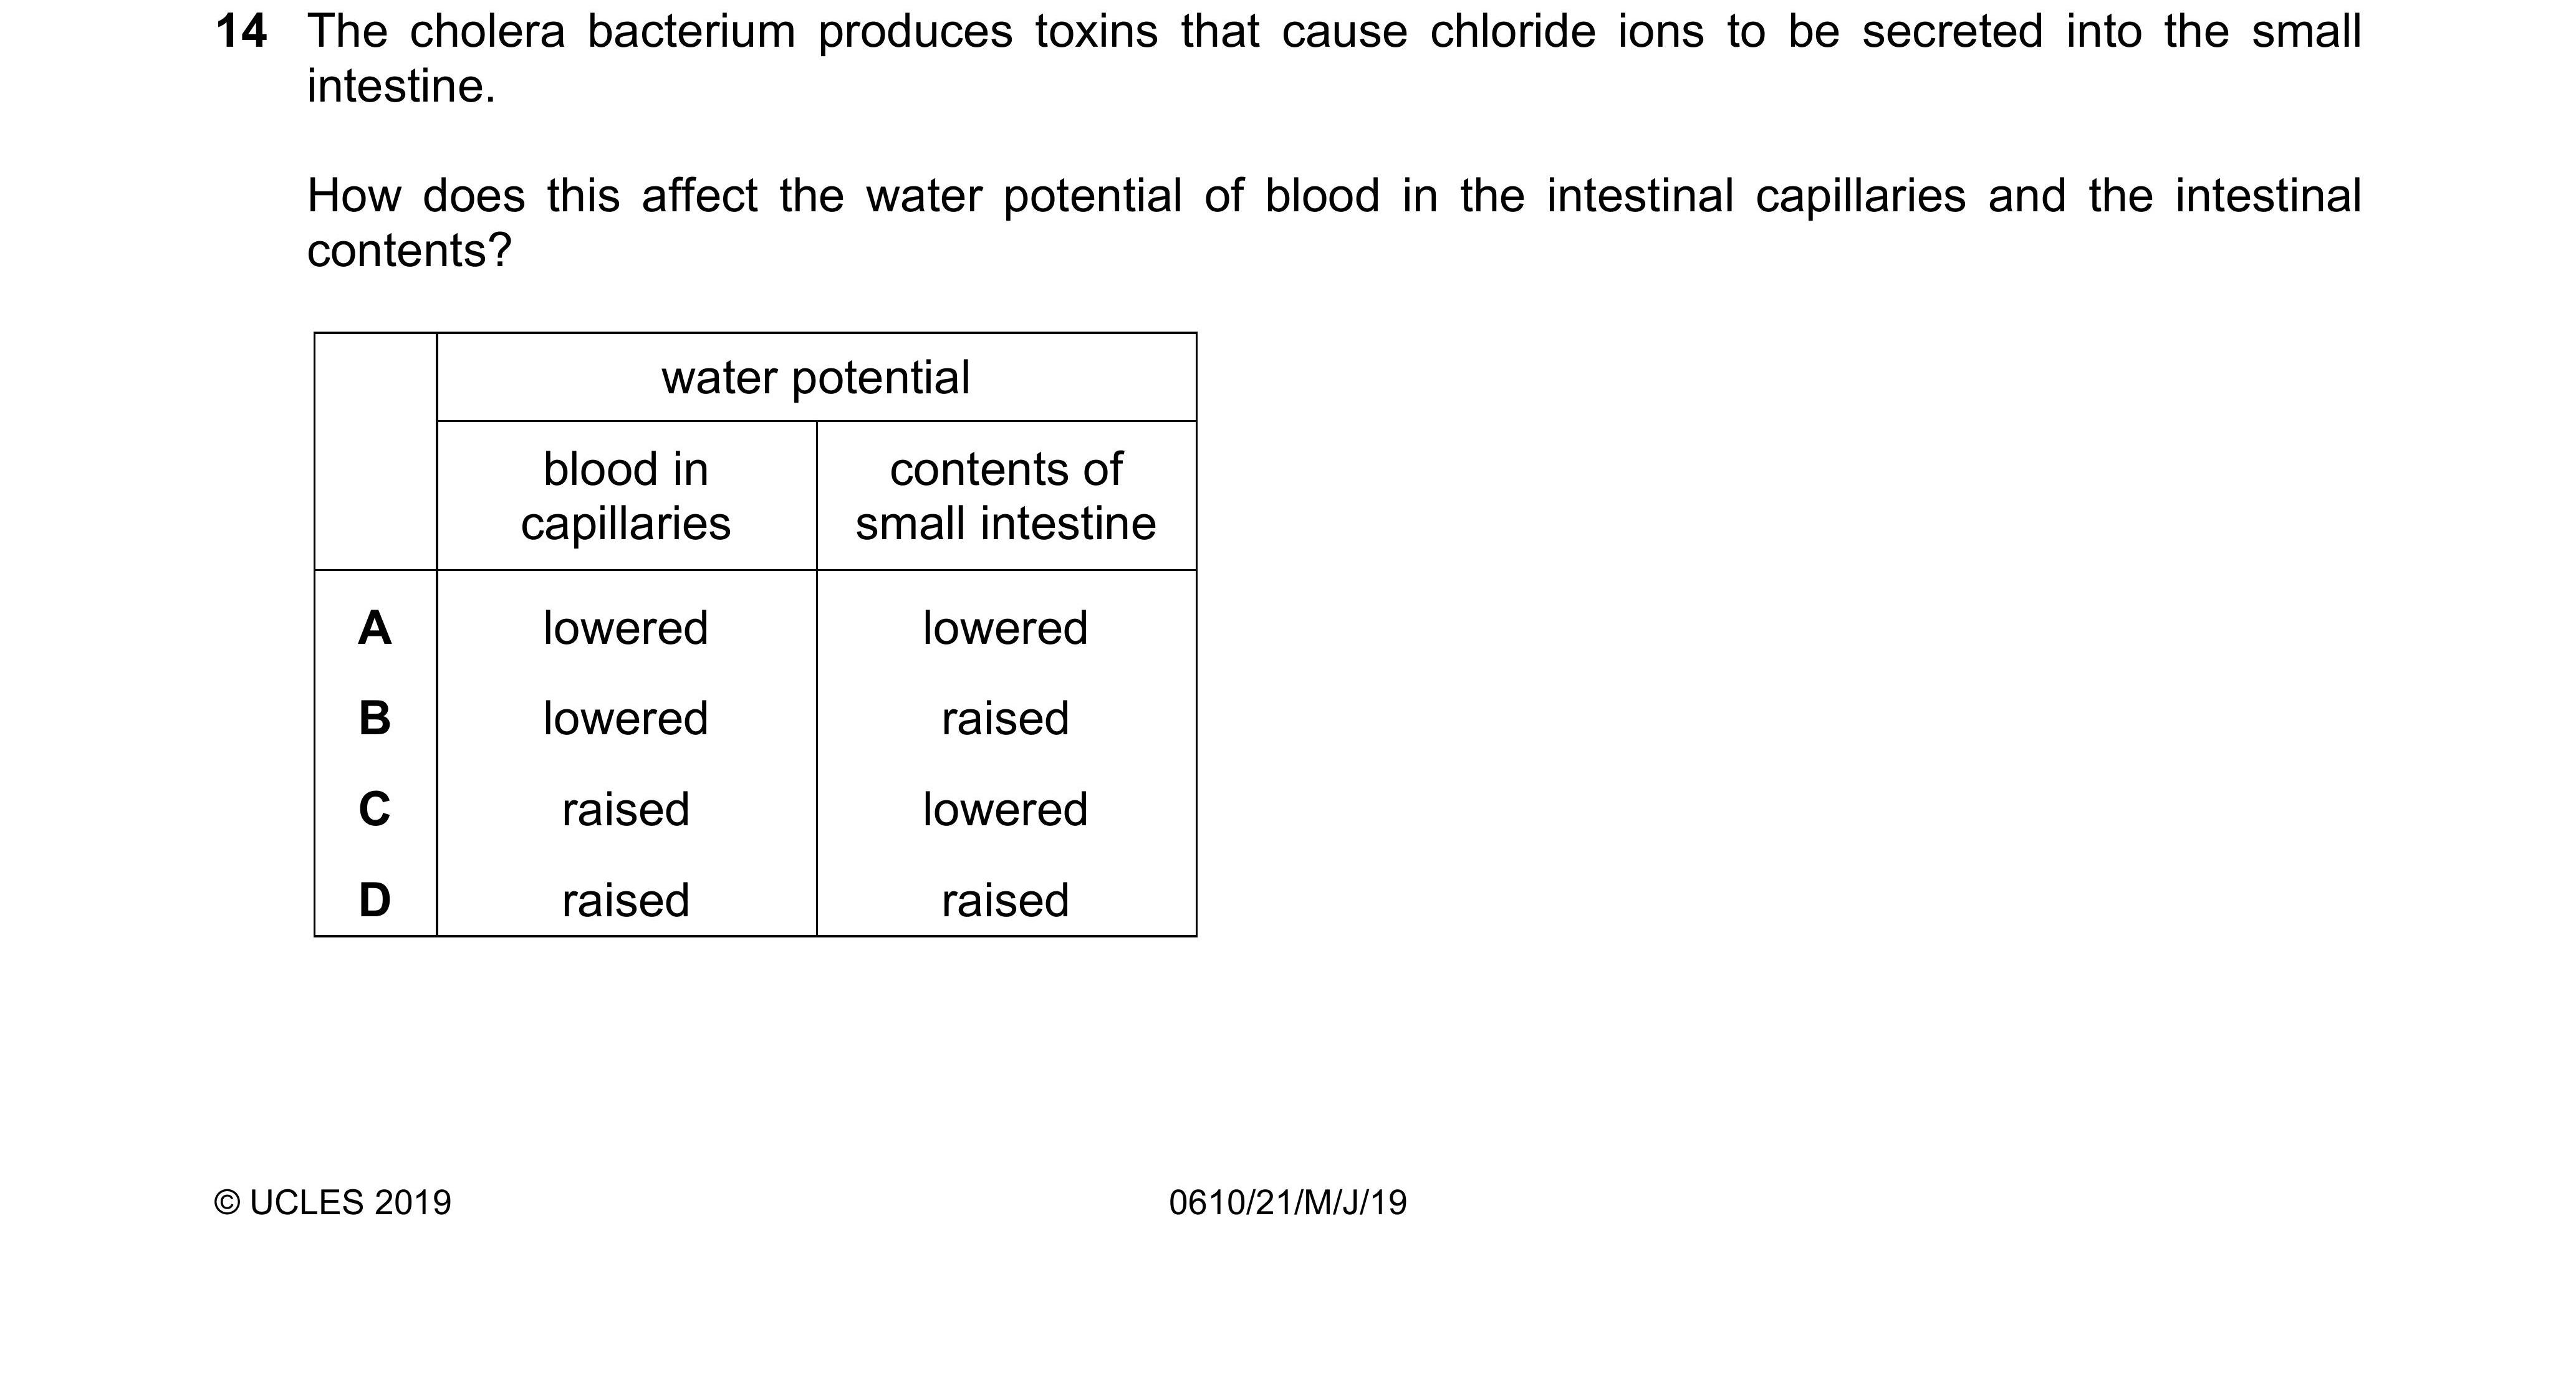 14 The cholera bacterium produces toxins that cause chloride ions to be secreted into the small
intestine.
How does this affect the water potential of blood in the intestinal capillaries and the intestinal
contents?
water potential
blood in
capillaries
contents of
small intestine
A lowered lowered
B lowered raised
C raised lowered
D raised raised
© UCLES 2019 0610/21/M/J/19